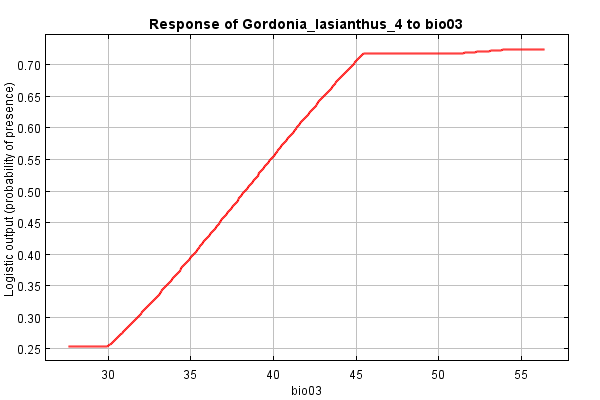 Response of Gordonia_lasianthus_4 to bio03
Logistic output (probability of presence)
0.70
0.65
0.60
0.55
0.50
0.45
0.40
0.35
0.30
0.25
30 35 40 45 50 55
bio03